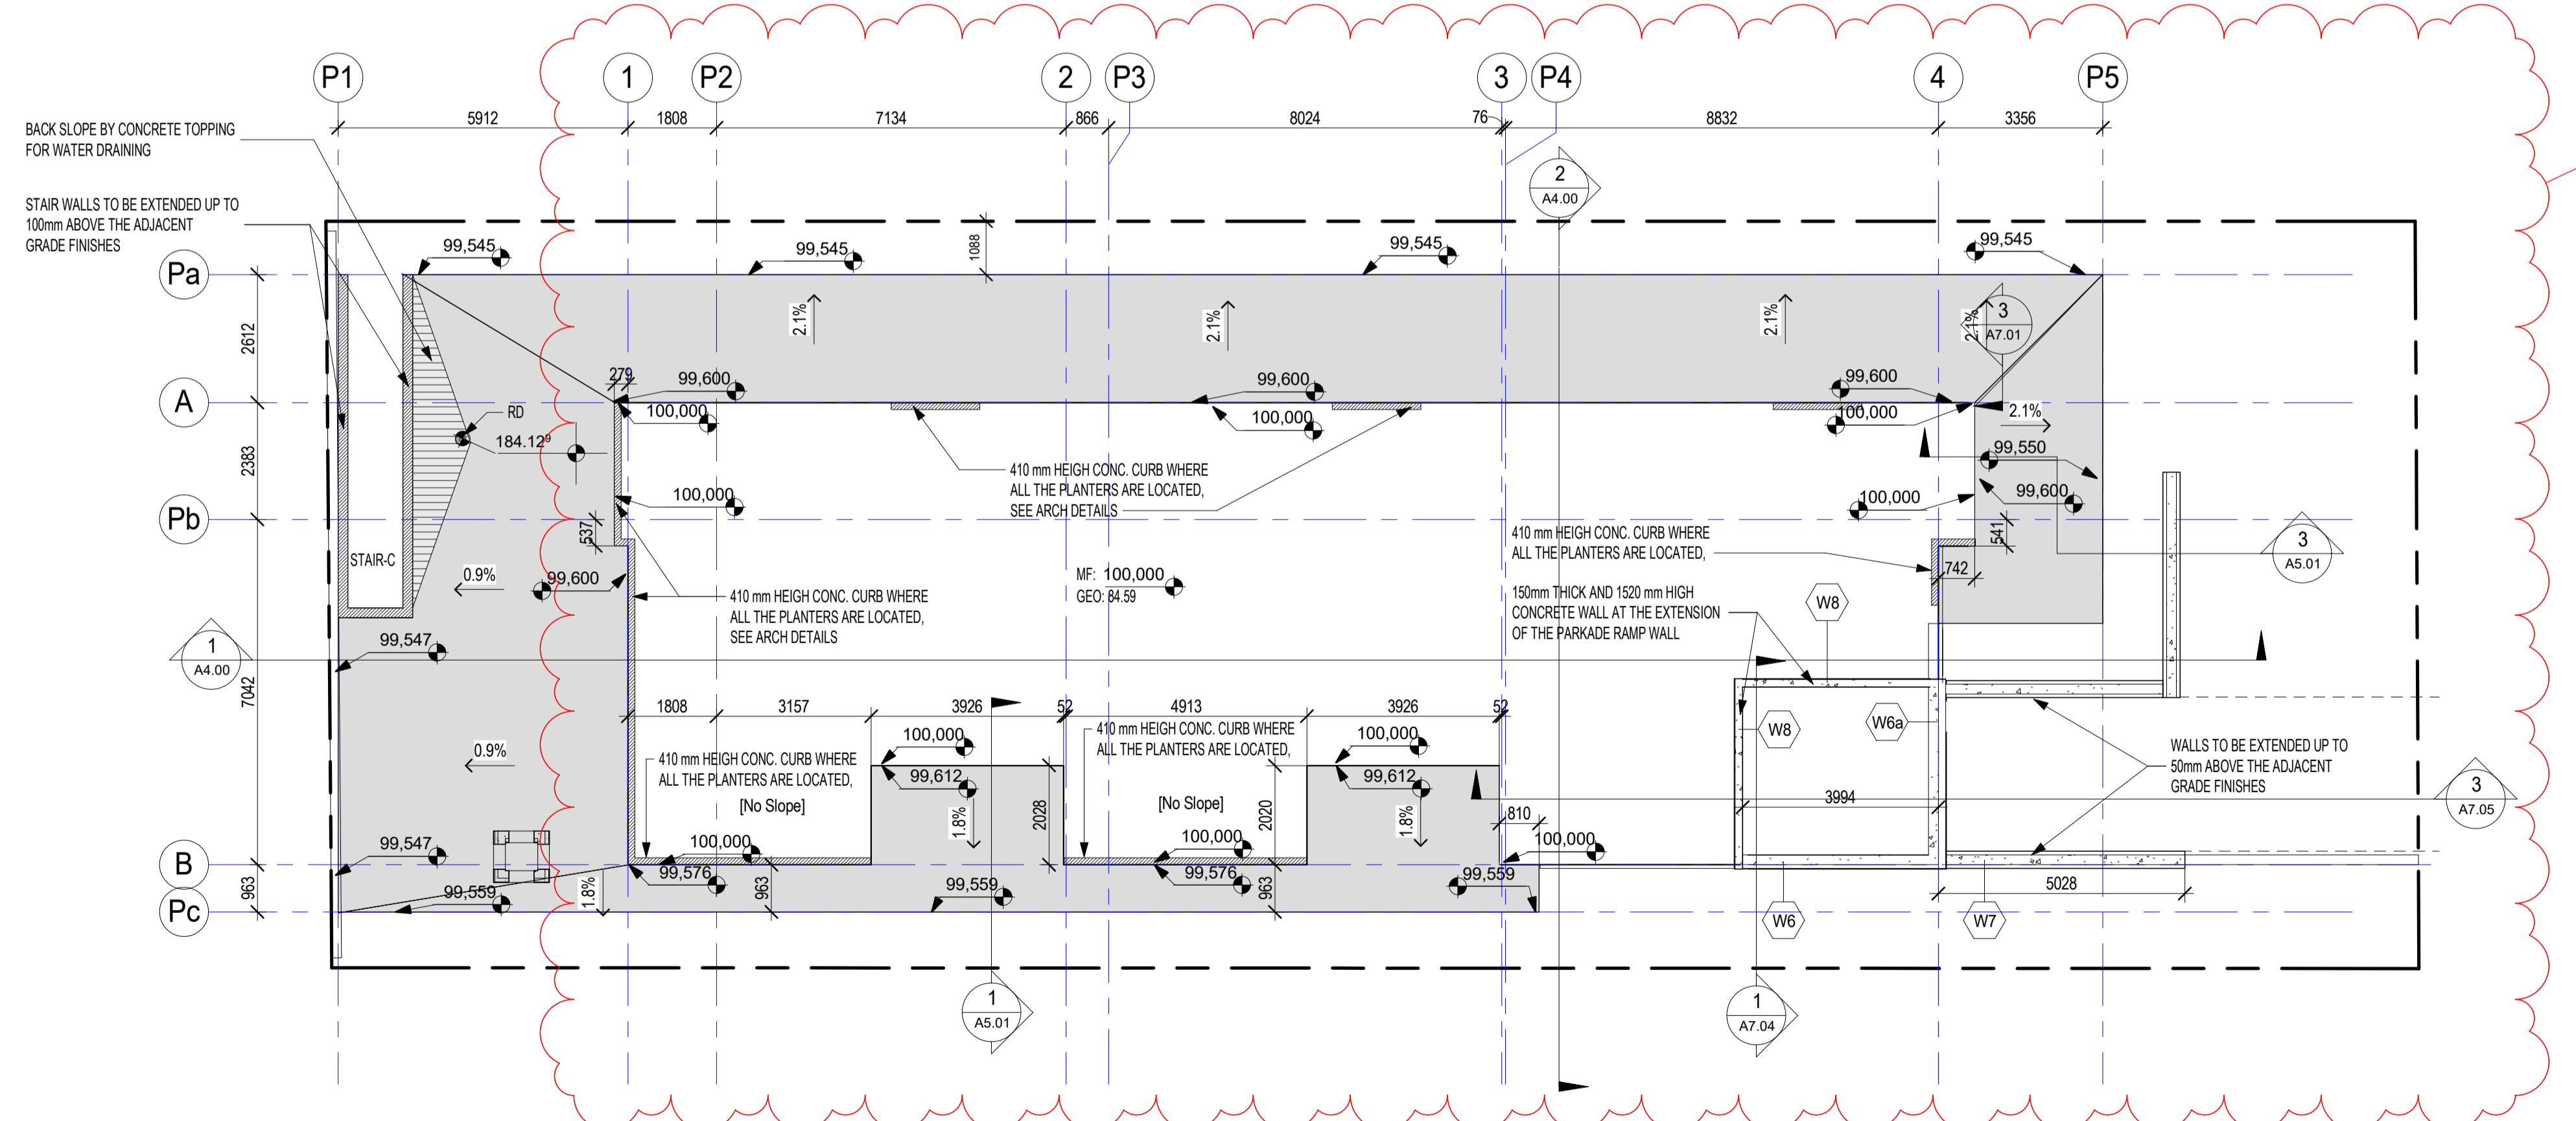 P1
1
P2
2
P3
3
P4
4
P5
5912
1808
7134
866
8024
76
8832
3356
BACK SLOPE BY CONCRETE TOPPING
FOR WATER DRAINING
2
A4.00
STAIR WALLS TO BE EXTENDED UP TO
100mm ABOVE THE ADJACENT
GRADE FINISHES
1088
99,545
99,545
99,545
99,545
Pa
2612
2.1%
2.1%
2.1%
2.1%
3
A7.01
279
99,600
99,600
99,600
A
100,000
100,000
100,000
2.1%
RD
184.12⁹
2383
99,550
410 mm HEIGH CONC. CURB WHERE
ALL THE PLANTERS ARE LOCATED,
SEE ARCH DETAILS
100,000
100,000
99,600
Pb
537
541
410 mm HEIGH CONC. CURB WHERE
ALL THE PLANTERS ARE LOCATED,
3
A5.01
STAIR-C
0.9%
99,600
MF: 100,000
GEO: 84.59
742
410 mm HEIGH CONC. CURB WHERE
ALL THE PLANTERS ARE LOCATED,
SEE ARCH DETAILS
150mm THICK AND 1520 mm HIGH
CONCRETE WALL AT THE EXTENSION
OF THE PARKADE RAMP WALL
W8
1
A4.00
99,547
7042
1808
3157
3926
52
4913
3926
52
W8
W6a
0.9%
100,000
410 mm HEIGH CONC. CURB WHERE
ALL THE PLANTERS ARE LOCATED,
100,000
410 mm HEIGH CONC. CURB WHERE
ALL THE PLANTERS ARE LOCATED,
WALLS TO BE EXTENDED UP TO
50mm ABOVE THE ADJACENT
GRADE FINISHES
99,612
99,612
[No Slope]
[No Slope]
3994
3
A7.05
1.8%
2028
2020
1.8%
810
99,547
100,000
100,000
100,000
B
99,576
99,576
99,559
963
99,559
1.8%
963
99,559
963
5028
Pc
W6
W7
1
A5.01
1
A7.04